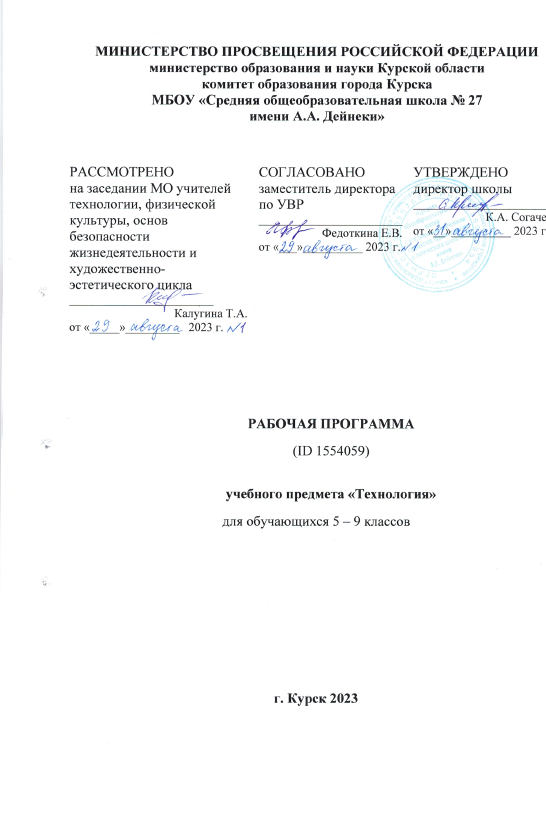 МИНИСТЕРСТВО ПРОСВЕЩЕНИЯ РОССИЙСКОЙ ФЕДЕРАЦИИ
министерство образования и науки Курской области
комитет образования города Курска
МБОУ «Средняя общеобразовательная школа № 27
имени А.А. Дейнеки»
РАССМОТРЕНО
на заседании МО учителей
технологии, физической
культуры, основ
безопасности
жизнедеятельности и
художественно-
эстетического цикла
Калугина Т.А.
от « 29 » августа 2023 г. №1
СОГЛАСОВАНО
заместитель директора
по УВР
Федоткина Е.В.
от « 29 » августа 2023 г. №1
УТВЕРЖДЕНО
директор школы
К.А. Согаче
от «31» августа 2023 г
РАБОЧАЯ ПРОГРАММА
(ID 1554059)
учебного предмета «Технология»
для обучающихся 5 – 9 классов
г. Курск 2023